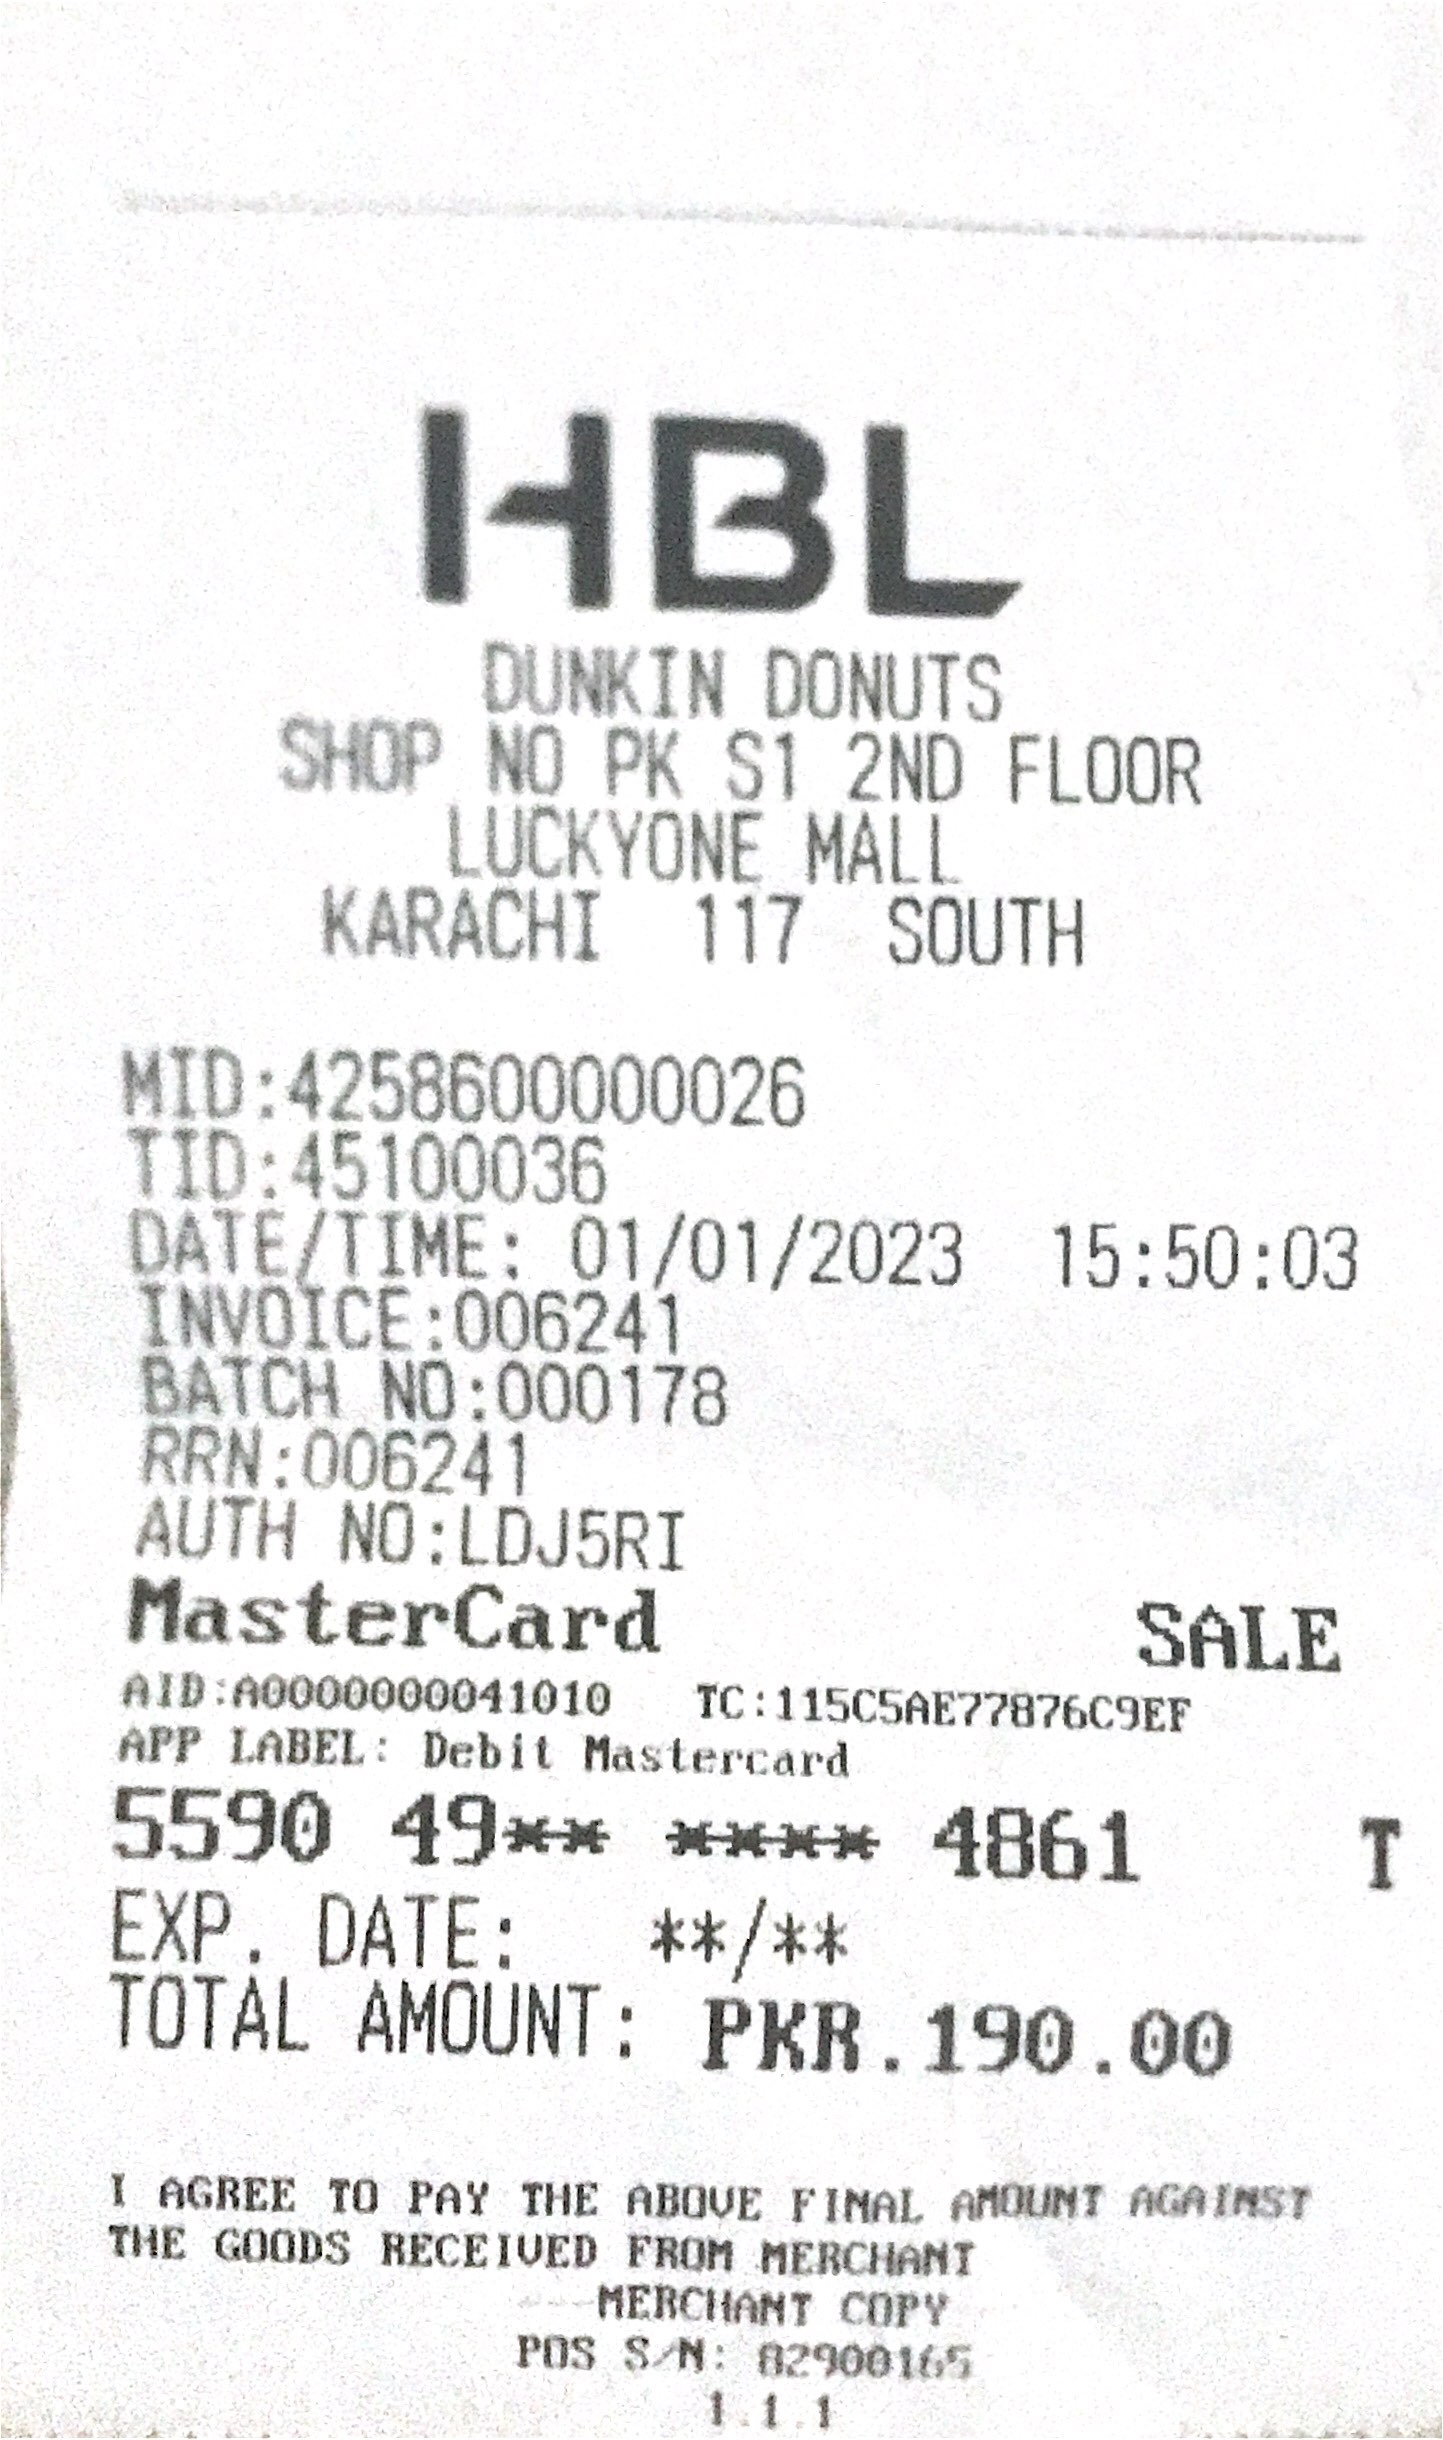 HBL
DUNKIN DONUTS
SHOP NO PK S1 2ND FLOOR
LUCKYONE MALL
KARACHI 117 SOUTH
MID:4258600000026
TID:45100036
DATE/TIME: 01/01/2023 15:50:03
INVOICE:006241
BATCH NO:000178
RRN:006241
AUTH NO:LDJ5RI
MasterCard SALE
AID:A0000000041010 TC:115C5AE77876C9EF
APP LABEL: Debit Mastercard
5590 49** **** 4861 T
EXP. DATE: **/**
TOTAL AMOUNT: PKR.190.00
I AGREE TO PAY THE ABOVE FINAL AMOUNT AGAINST
THE GOODS RECEIVED FROM MERCHANT
MERCHANT COPY
POS S/N: 82900165
1.1.1